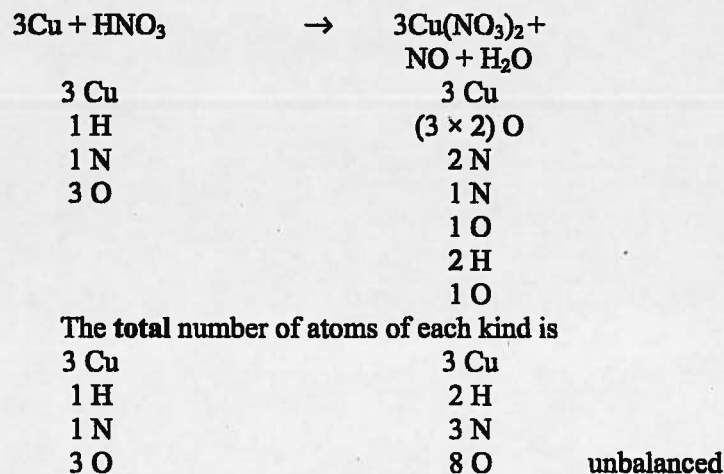 3Cu + HNO₃ → 3Cu(NO₃)₂ +
NO + H₂O
3 Cu 3 Cu
1 H (3 × 2) O
1 N 2 N
3 O 1 N
1 O
2 H
1 O
The total number of atoms of each kind is
3 Cu 3 Cu
1 H 2 H
1 N 3 N
3 O 8 O unbalanced